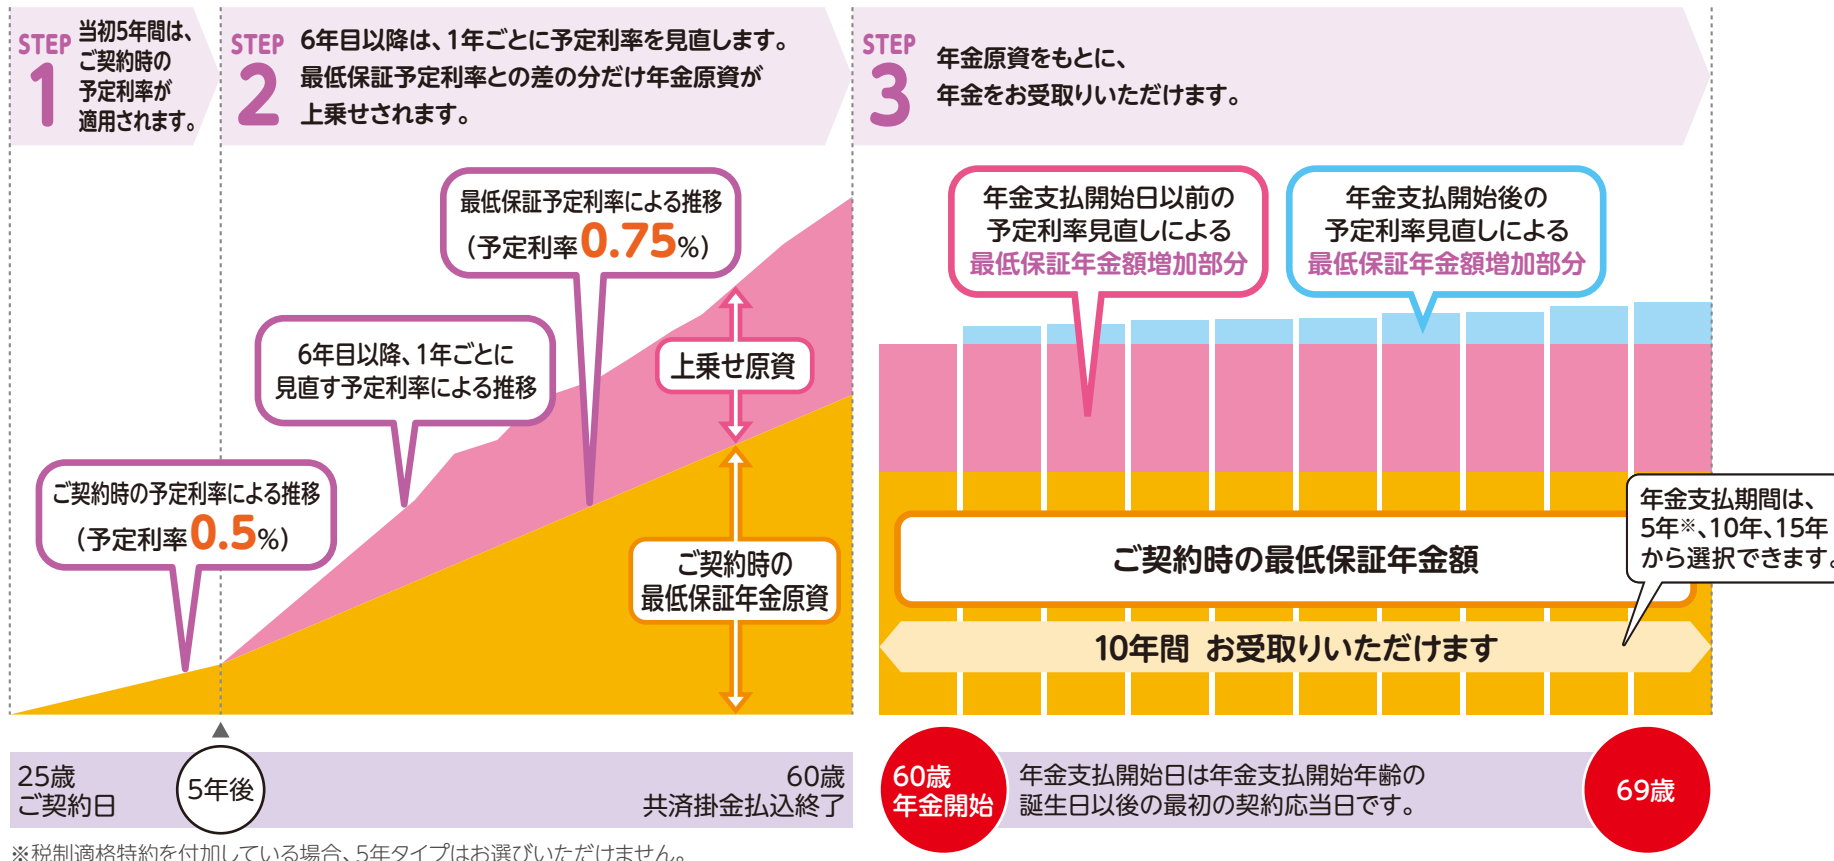 STEP
1
当初5年間は、
ご契約時の
予定利率が
適用されます。
STEP
2
6年目以降は、1年ごとに予定利率を見直します。
最低保証予定利率との差の分だけ年金原資が
上乗せされます。
STEP
3
年金原資をもとに、
年金をお受取りいただけます。
最低保証予定利率による推移
(予定利率0.75%)
6年目以降、1年ごとに
見直す予定利率による推移
ご契約時の予定利率による推移
(予定利率0.5%)
上乗せ原資
ご契約時の
最低保証年金原資
年金支払開始日以前の
予定利率見直しによる
最低保証年金額増加部分
年金支払開始後の
予定利率見直しによる
最低保証年金額増加部分
ご契約時の最低保証年金額
年金支払期間は、
5年※、10年、15年
から選択できます。
10年間 お受取りいただけます
25歳
ご契約日
5年後
60歳
共済掛金払込終了
60歳
年金開始
年金支払開始日は年金支払開始年齢の
誕生日以後の最初の契約応当日です。
69歳
※税制適格特約を付加している場合、5年タイプはお選びいただけません。